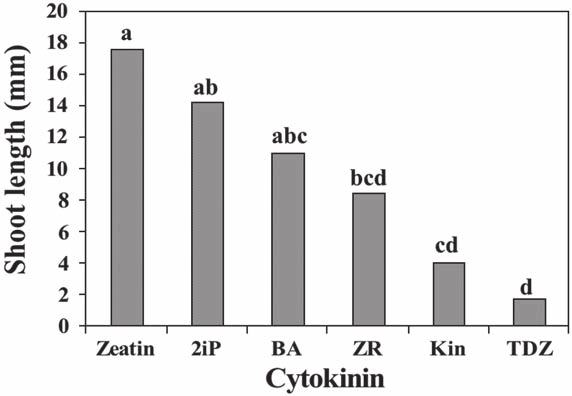 Shoot length (mm)
20
18
16
14
12
10
8
6
4
2
0
a
ab
abc
bcd
cd
d
Zeatin 2iP BA ZR Kin TDZ
Cytokinin